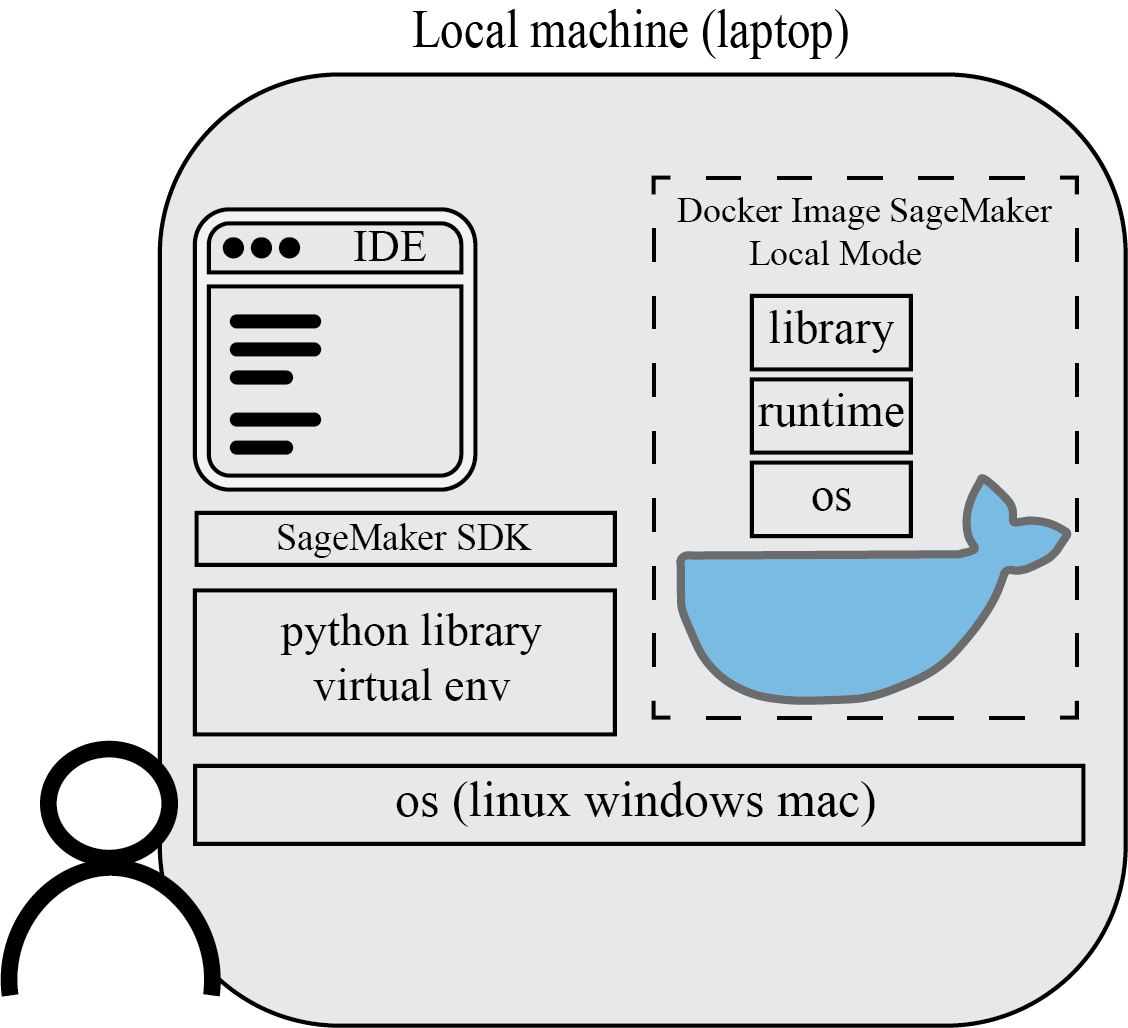 Local machine (laptop)
IDE
Docker Image SageMaker
Local Mode
library
runtime
os
SageMaker SDK
python library
virtual env
os (linux windows mac)